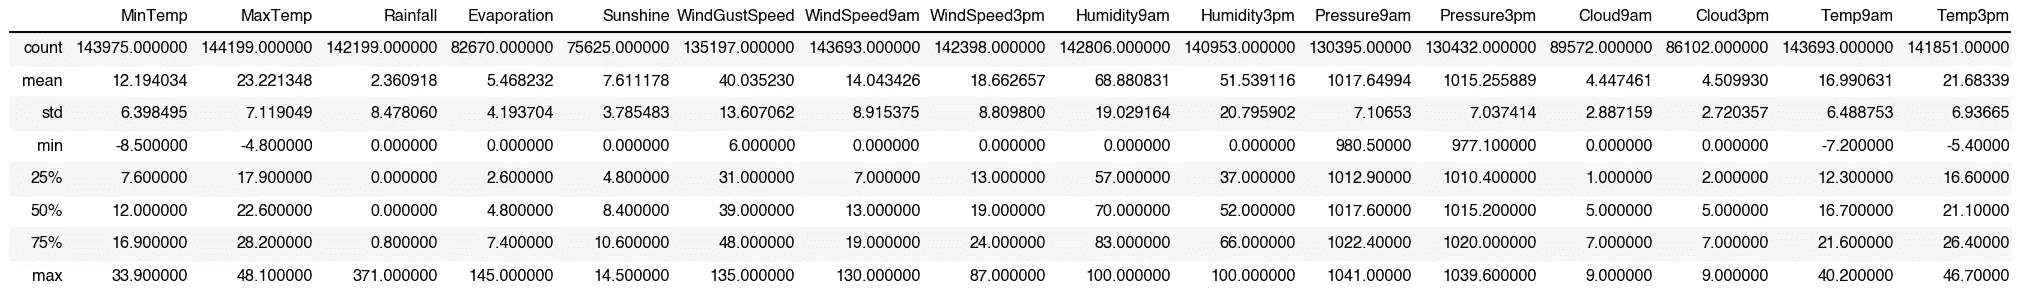 MinTemp MaxTemp Rainfall Evaporation Sunshine WindGustSpeed WindSpeed9am WindSpeed3pm Humidity9am Humidity3pm Pressure9am Pressure3pm Cloud9am Cloud3pm Temp9am Temp3pm
count 143975.000000 144199.000000 142199.000000 82670.000000 75625.000000 135197.000000 143693.000000 142398.000000 142806.000000 140953.000000 130395.00000 130432.000000 89572.000000 86102.000000 143693.000000 141851.00000
mean 12.194034 23.221348 2.360918 5.468232 7.611178 40.035230 14.043426 18.662657 68.880831 51.539116 1017.64994 1015.255889 4.447461 4.509930 16.990631 21.68339
std 6.398495 7.119049 8.478060 4.193704 3.785483 13.607062 8.915375 8.809800 19.029164 20.795902 7.10653 7.037414 2.887159 2.720357 6.488753 6.93665
min -8.500000 -4.800000 0.000000 0.000000 0.000000 6.000000 0.000000 0.000000 0.000000 0.000000 980.50000 977.100000 0.000000 0.000000 -7.200000 -5.40000
25% 7.600000 17.900000 0.000000 2.600000 4.800000 31.000000 7.000000 13.000000 57.000000 37.000000 1012.90000 1010.400000 1.000000 2.000000 12.300000 16.60000
50% 12.000000 22.600000 0.000000 4.800000 8.400000 39.000000 13.000000 19.000000 70.000000 52.000000 1017.60000 1015.200000 5.000000 5.000000 16.700000 21.10000
75% 16.900000 28.200000 0.800000 7.400000 10.600000 48.000000 19.000000 24.000000 83.000000 66.000000 1022.40000 1020.000000 7.000000 7.000000 21.600000 26.40000
max 33.900000 48.100000 371.000000 145.000000 14.500000 135.000000 130.000000 87.000000 100.000000 100.000000 1041.00000 1039.600000 9.000000 9.000000 40.200000 46.70000